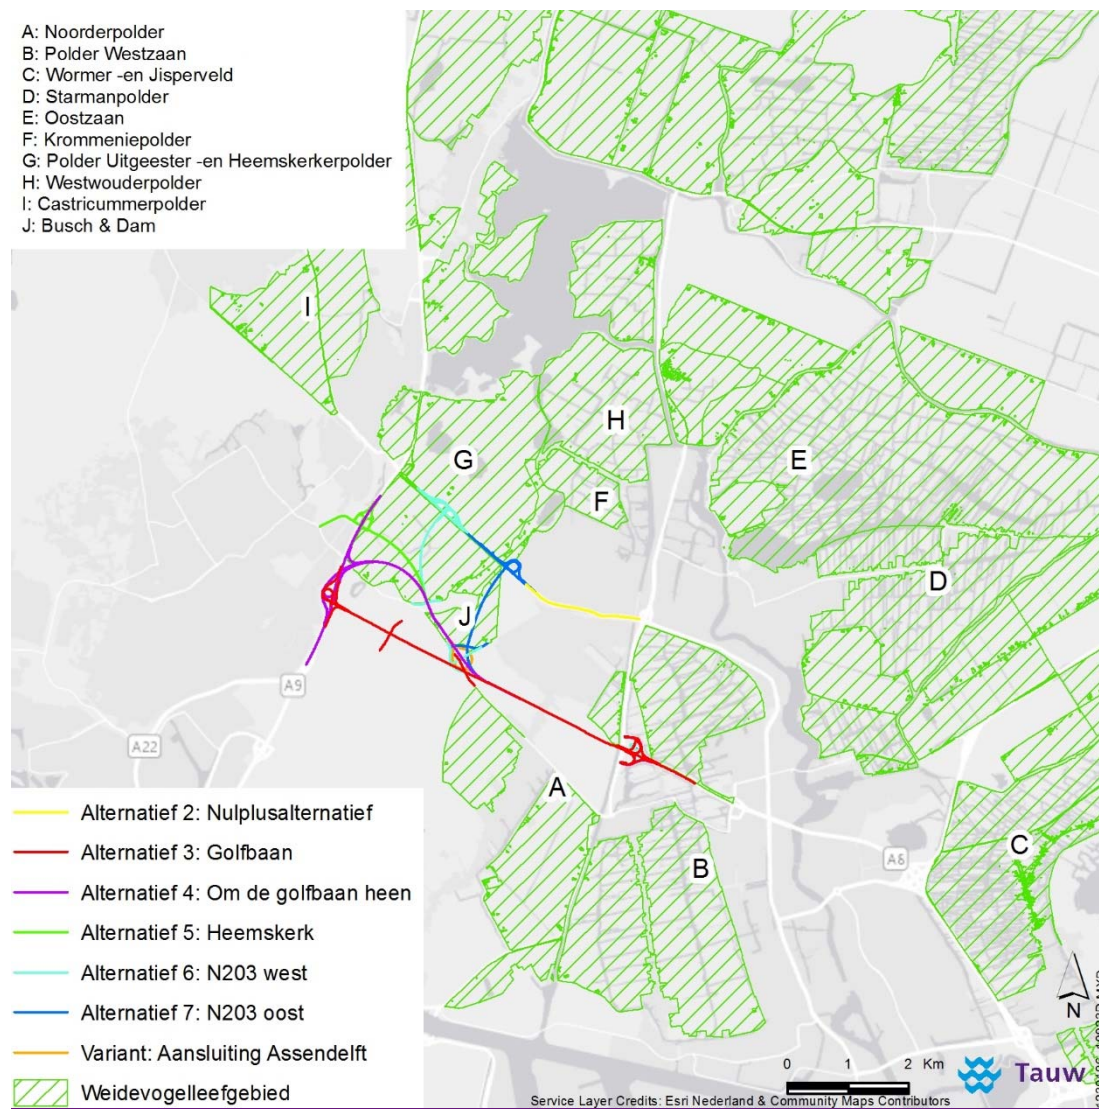 A: Noorderpolder
B: Polder Westzaan
C: Wormer -en Jisperveld
D: Starmanpolder
E: Oostzaan
F: Krommeniepolder
G: Polder Uitgeester -en Heemskerkerpolder
H: Westwouderpolder
I: Castricummerpolder
J: Busch & Dam
I
H
G
E
F
D
J
A9
A22
A
C
B
A8
Alternatief 2: Nulplusalternatief
Alternatief 3: Golfbaan
Alternatief 4: Om de golfbaan heen
Alternatief 5: Heemskerk
Alternatief 6: N203 west
Alternatief 7: N203 oost
Variant: Aansluiting Assendelft
Weidevogelleefgebied
N
0 1 2 Km
Tauw
Service Layer Credits: Esri Nederland & Community Maps Contributors